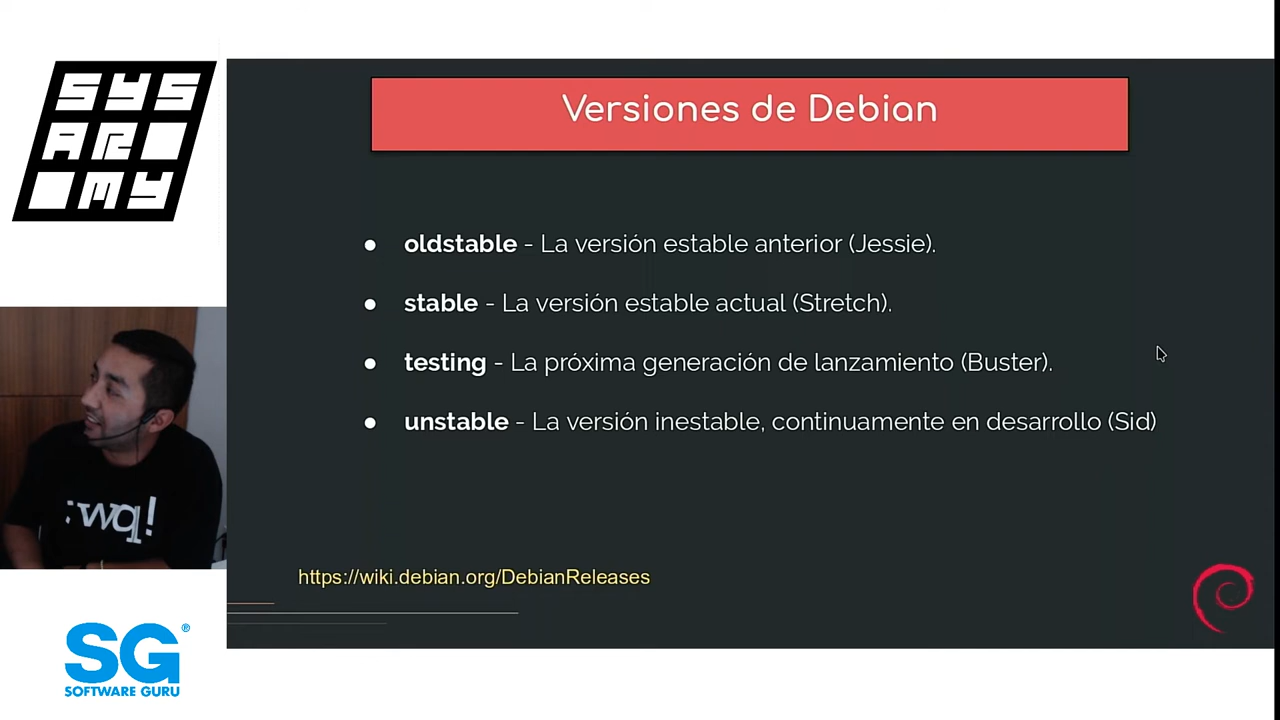 SYS
AR
MY
Versiones de Debian
● oldstable - La versión estable anterior (Jessie).
● stable - La versión estable actual (Stretch).
● testing - La próxima generación de lanzamiento (Buster).
● unstable - La versión inestable, continuamente en desarrollo (Sid)
:wq!
https://wiki.debian.org/DebianReleases
SG®
SOFTWARE GURU